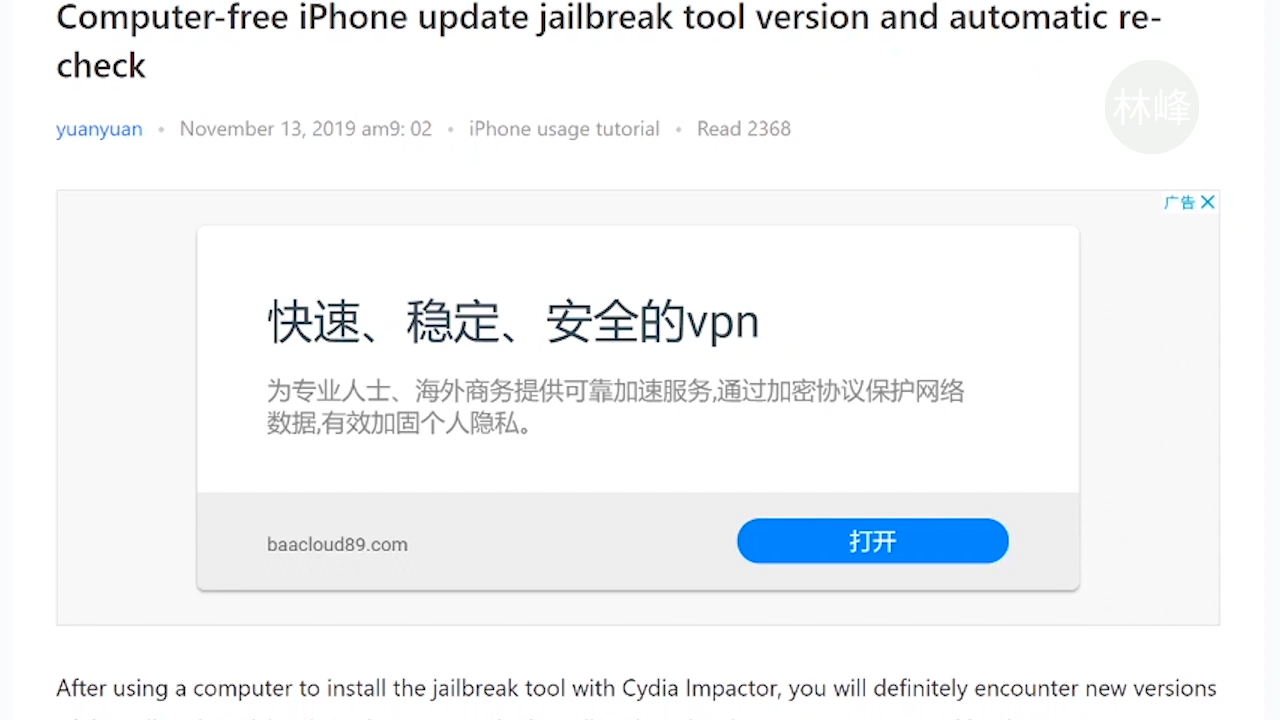 Computer-free iPhone update jailbreak tool version and automatic re-
check
林峰
yuanyuan • November 13, 2019 am9: 02 • iPhone usage tutorial • Read 2368
广告
快速、稳定、安全的vpn
为专业人士、海外商务提供可靠加速服务,通过加密协议保护网络
数据,有效加固个人隐私。
baacloud89.com
打开
After using a computer to install the jailbreak tool with Cydia Impactor, you will definitely encounter new versions